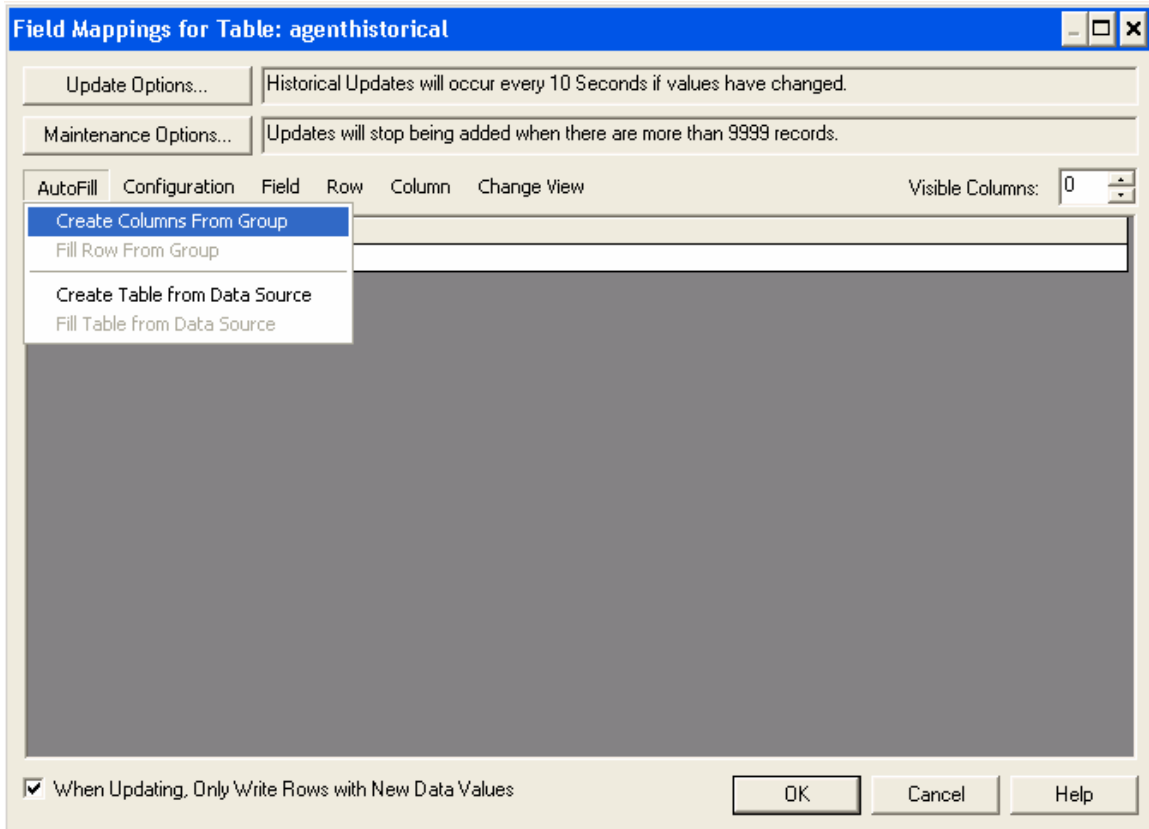 Field Mappings for Table: agenthistorical
Update Options... Historical Updates will occur every 10 Seconds if values have changed.
Maintenance Options... Updates will stop being added when there are more than 9999 records.
AutoFill Configuration Field Row Column Change View Visible Columns: 0
Create Columns From Group
Fill Row From Group
Create Table from Data Source
Fill Table from Data Source
When Updating, Only Write Rows with New Data Values OK Cancel Help